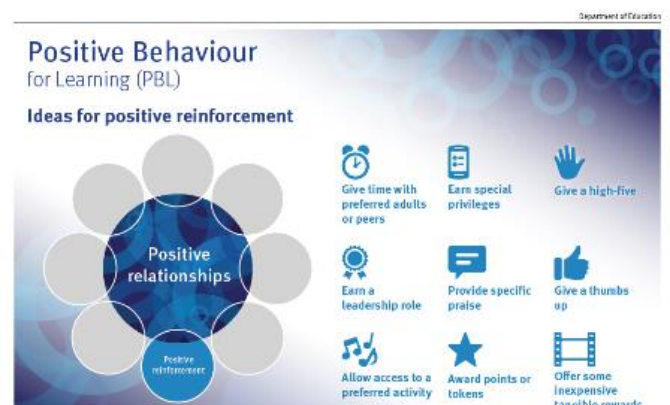 Department of Education
Positive Behaviour
for Learning (PBL)
Ideas for positive reinforcement
Positive
relationships
Positive
reinforcement
Give time with
preferred adults
or peers
Earn special
privileges
Give a high-five
Earn a
leadership role
Provide specific
praise
Give a thumbs
up
Allow access to a
preferred activity
Award points or
tokens
Offer some
inexpensive
tangible rewards